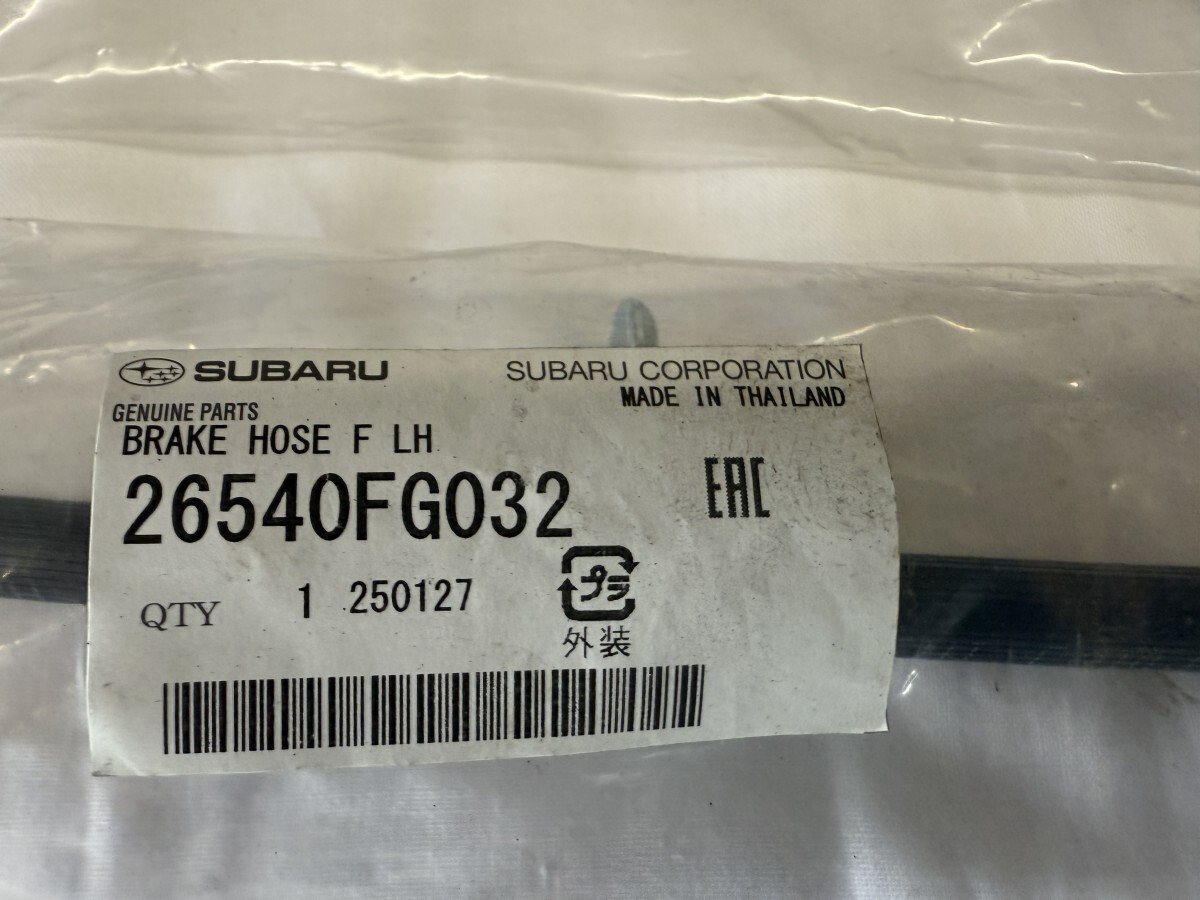 SUBARU
SUBARU CORPORATION
MADE IN THAILAND
GENUINE PARTS
BRAKE HOSE F LH
26540FG032
EAC
QTY 1 250127
プラ
外装